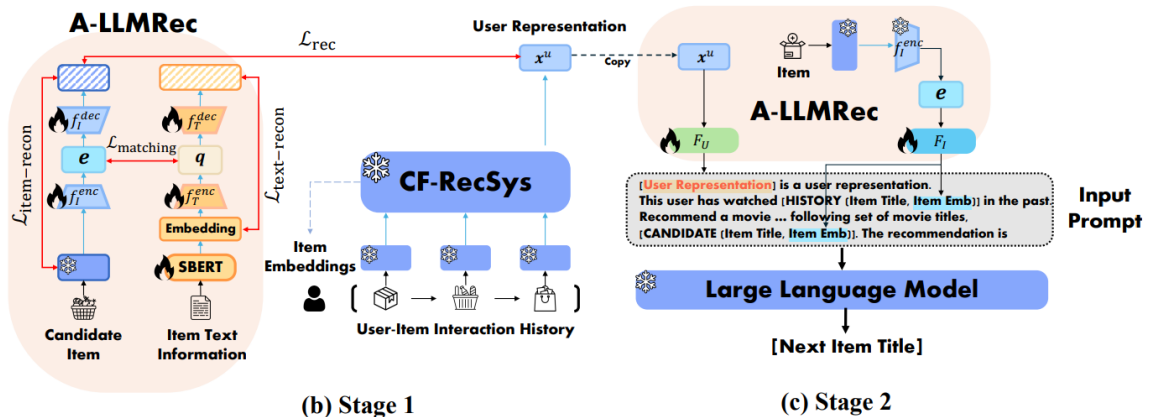 A-LLMRec
ℒrec
User Representation
x^u
Copy
x^u
Item
f_I^enc
e
A-LLMRec
f_I^dec
f_T^dec
ℒmatching
e
q
ℒitem−recon
ℒtext−recon
f_I^enc
f_T^enc
Embedding
SBERT
Candidate
Item
Item Text
Information
CF-RecSys
Item
Embeddings
User-Item Interaction History
F_U
F_I
[User Representation] is a user representation.
This user has watched [HISTORY (Item Title, Item Emb)] in the past.
Recommend a movie ... following set of movie titles,
[CANDIDATE (Item Title, Item Emb)]. The recommendation is
Input
Prompt
Large Language Model
[Next Item Title]
(b) Stage 1
(c) Stage 2